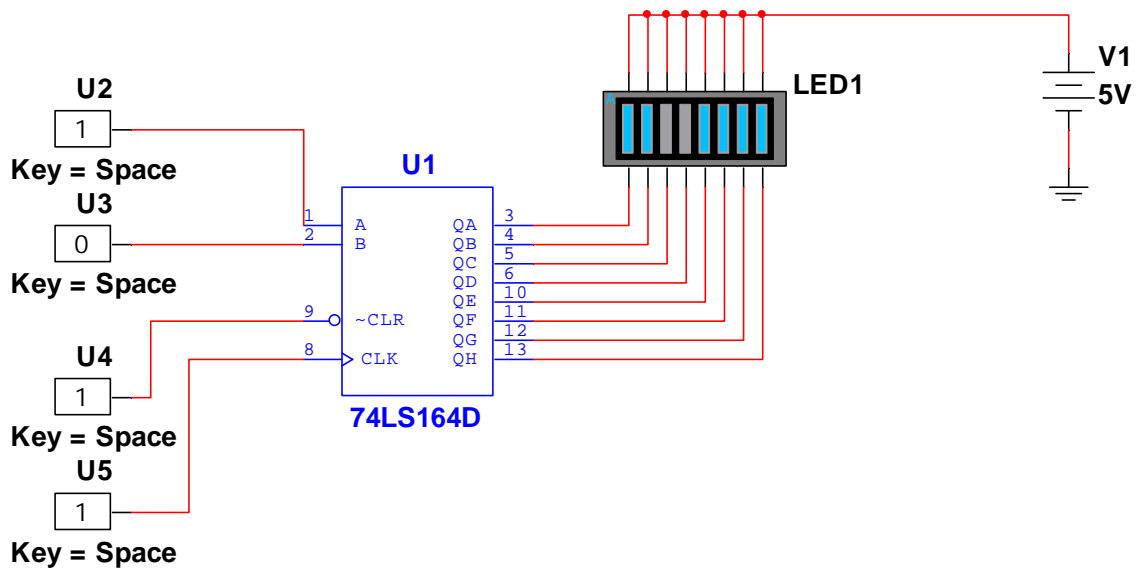 U2
1
Key = Space
U3
0
Key = Space
U4
1
Key = Space
U5
1
Key = Space
U1
1 A QA 3
2 B QB 4
QC 5
QD 6
QE 10
9 ~CLR QF 11
QG 12
8 CLK QH 13
74LS164D
LED1
V1
5V